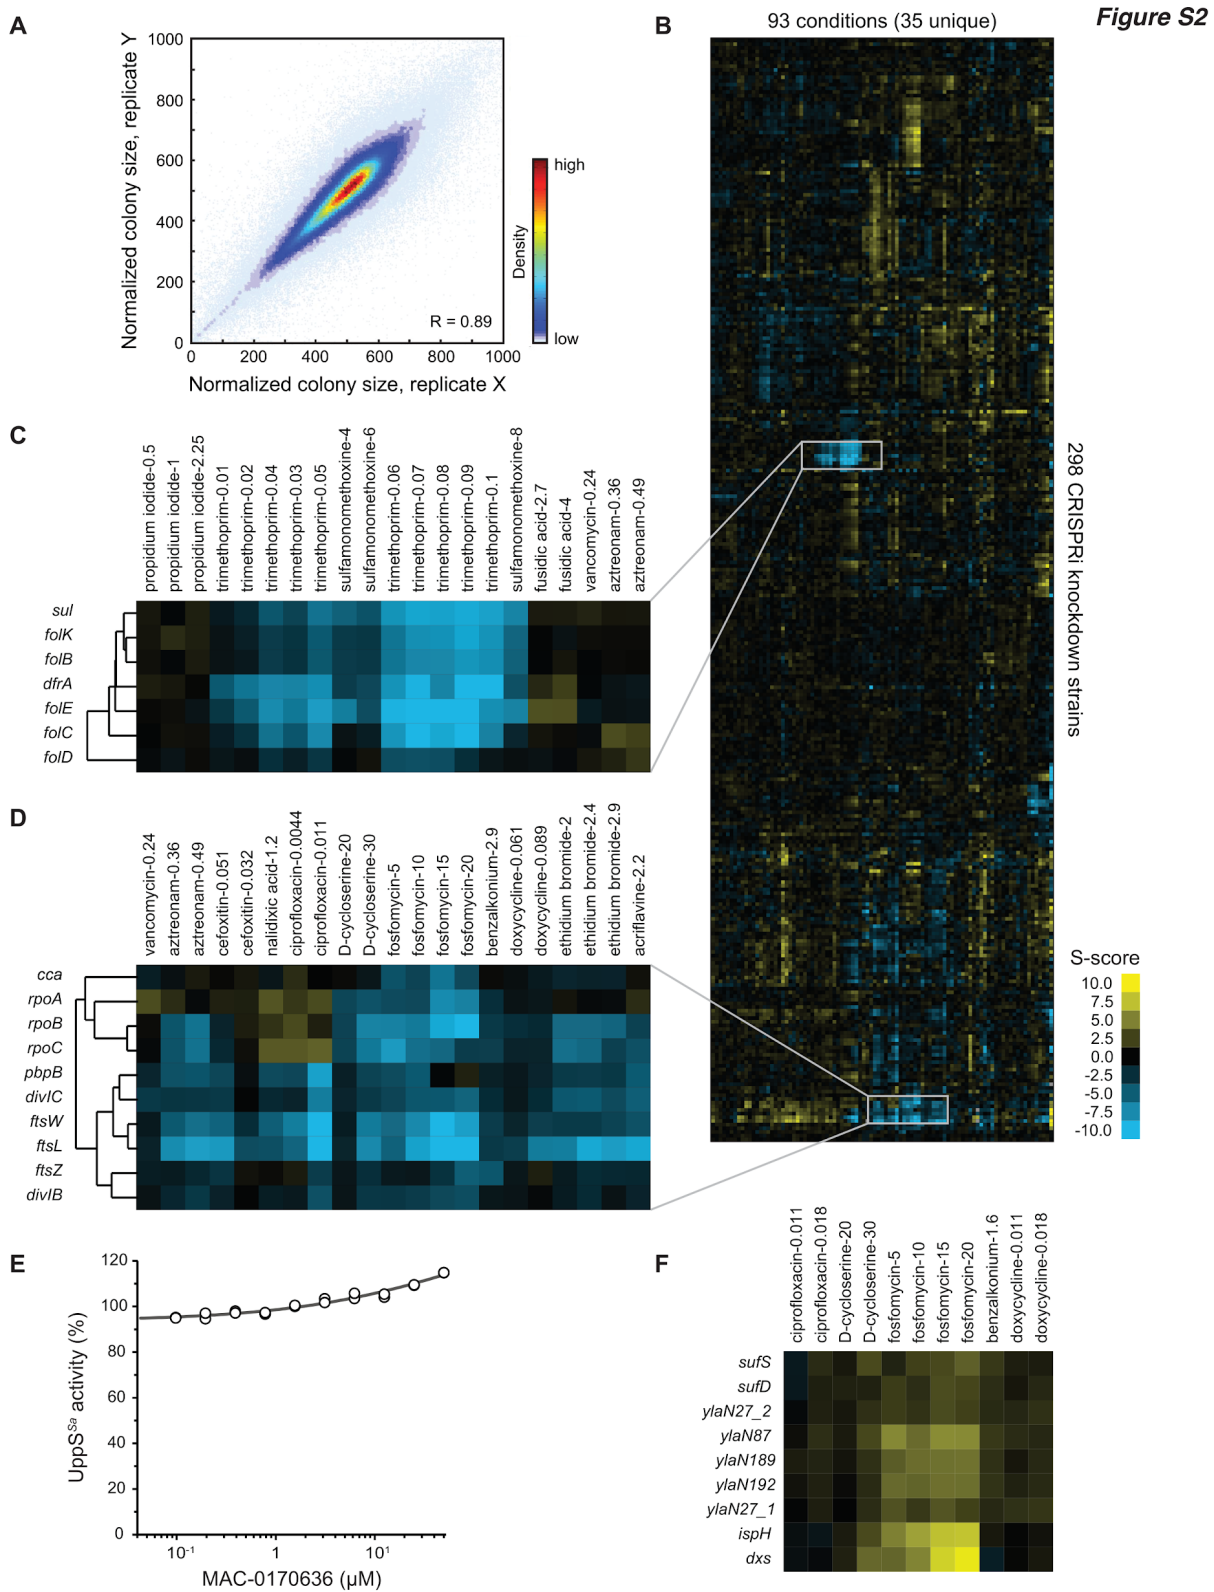 Figure S2
A
Normalized colony size, replicate Y
1000
800
600
400
200
0
0 200 400 600 800 1000
Normalized colony size, replicate X
R = 0.89
Density
high
low
B
93 conditions (35 unique)
298 CRISPRi knockdown strains
S-score
10.0
7.5
5.0
2.5
0.0
-2.5
-5.0
-7.5
-10.0
C
propidium iodide-0.5
propidium iodide-1
propidium iodide-2.25
trimethoprim-0.01
trimethoprim-0.02
trimethoprim-0.04
trimethoprim-0.03
trimethoprim-0.05
sulfamomethoxine-4
sulfamomethoxine-6
trimethoprim-0.06
trimethoprim-0.07
trimethoprim-0.08
trimethoprim-0.09
trimethoprim-0.1
sulfamonomethoxine-8
fusidic acid-2.7
fusidic acid-4
vancomycin-0.24
aztreonam-0.36
aztreonam-0.49
sul
folK
folB
dfrA
folE
folC
folD
D
vancomycin-0.24
aztreonam-0.36
aztreonam-0.49
cefoxitin-0.051
cefoxitin-0.032
nalidixic acid-1.2
ciprofloxacin-0.0044
ciprofloxacin-0.011
D-cycloserine-20
D-cycloserine-30
fosfomycin-5
fosfomycin-10
fosfomycin-15
fosfomycin-20
benzalkonium-2.9
doxycycline-0.061
doxycycline-0.089
ethidium bromide-2
ethidium bromide-2.4
ethidium bromide-2.9
acriflavine-2.2
cca
rpoA
rpoB
rpoC
pbpB
divIC
ftsW
ftsL
ftsZ
divIB
E
UppS^Sa activity (%)
120
100
80
60
40
20
0
10^-1 1 10^1
MAC-0170636 (µM)
F
ciprofloxacin-0.011
ciprofloxacin-0.018
D-cycloserine-20
D-cycloserine-30
fosfomycin-5
fosfomycin-10
fosfomycin-15
fosfomycin-20
benzalkonium-1.6
doxycycline-0.011
doxycycline-0.018
sufS
sufD
ylaN27_2
ylaN87
ylaN189
ylaN192
ylaN27_1
ispH
dxs